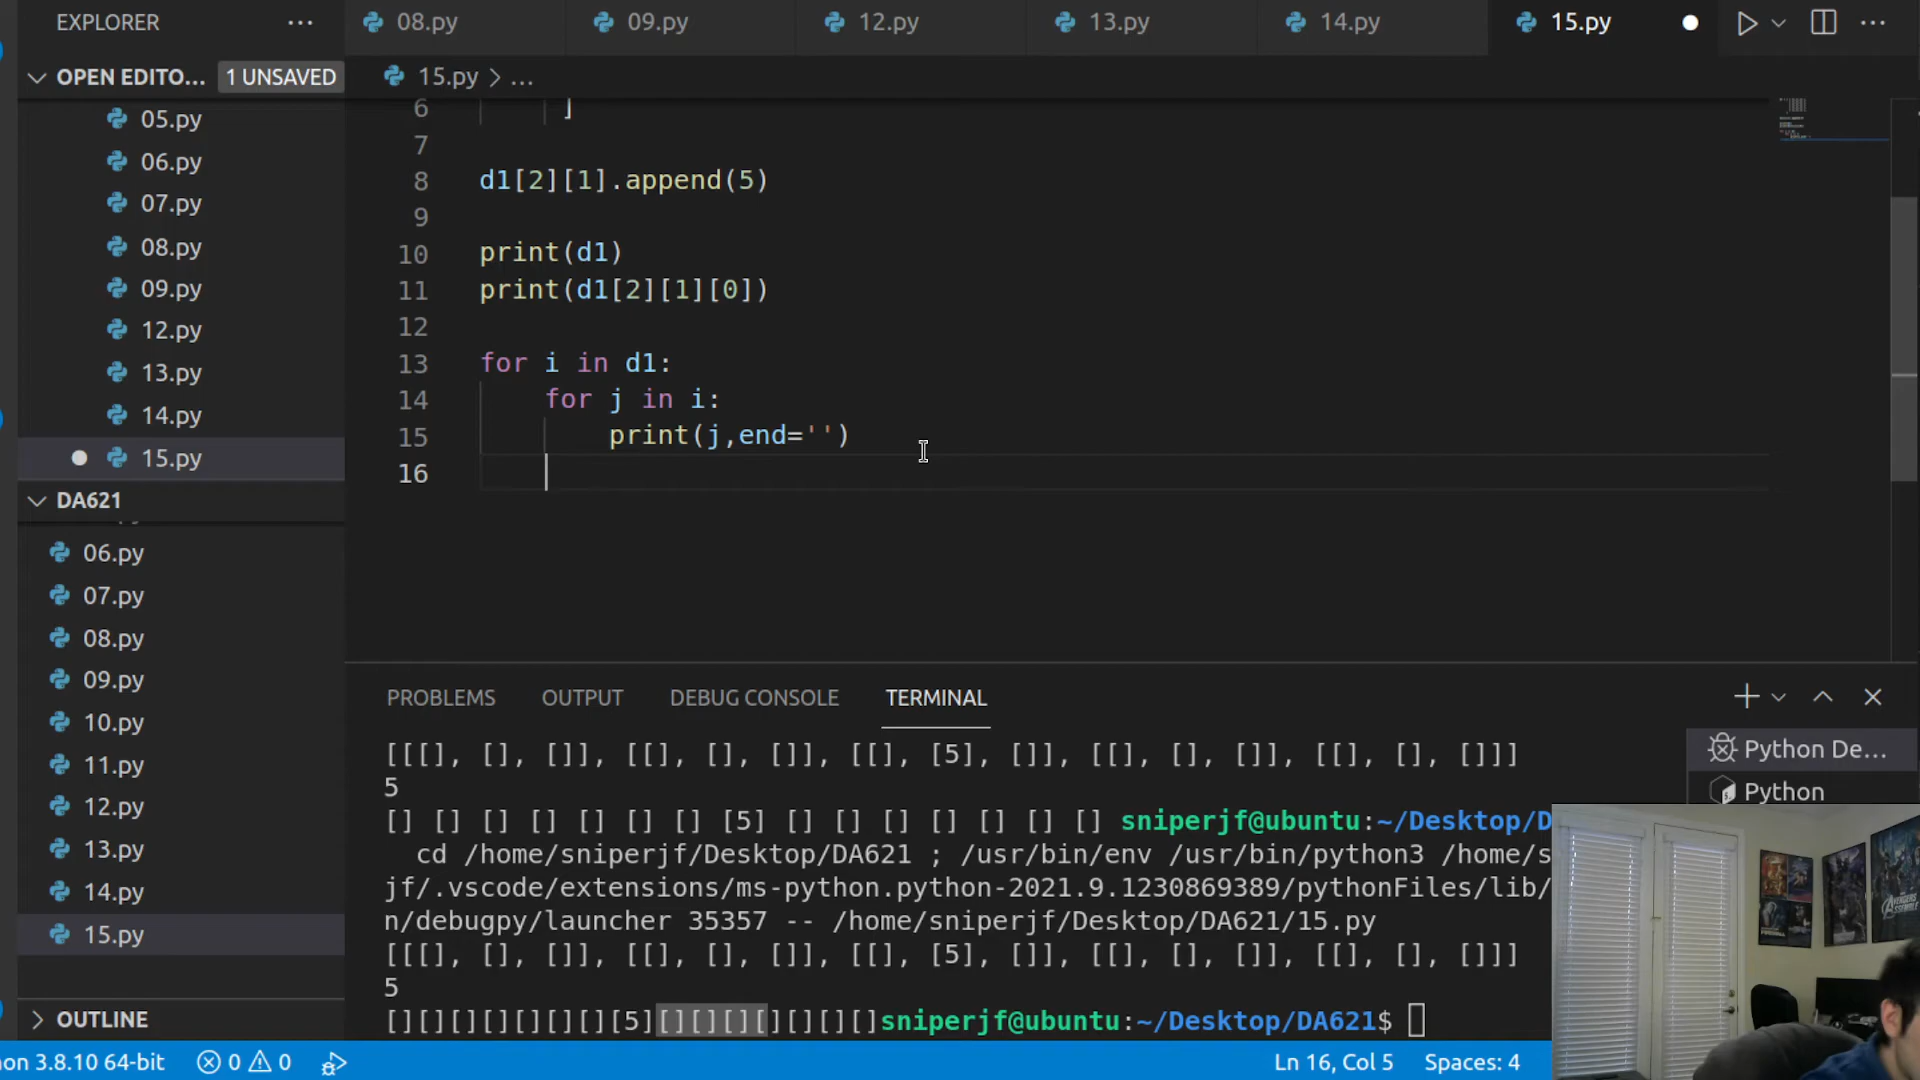 EXPLORER
08.py
09.py
12.py
13.py
14.py
15.py
OPEN EDITO... 1 UNSAVED
15.py > ...
05.py
06.py
07.py
08.py
09.py
12.py
13.py
14.py
15.py
DA621
06.py
07.py
08.py
09.py
10.py
11.py
12.py
13.py
14.py
15.py
OUTLINE
6 ]
7
8 d1[2][1].append(5)
9
10 print(d1)
11 print(d1[2][1][0])
12
13 for i in d1:
14 for j in i:
15 print(j,end='')
16
PROBLEMS OUTPUT DEBUG CONSOLE TERMINAL
[[[], [], []], [[], [], []], [[], [5], []], [[], [], []], [[], [], []]]
5
[] [] [] [] [] [] [] [5] [] [] [] [] [] [] [] sniperjf@ubuntu:~/Desktop/D
cd /home/sniperjf/Desktop/DA621 ; /usr/bin/env /usr/bin/python3 /home/s
jf/.vscode/extensions/ms-python.python-2021.9.1230869389/pythonFiles/lib/
n/debugpy/launcher 35357 -- /home/sniperjf/Desktop/DA621/15.py
[[[], [], []], [[], [], []], [[], [5], []], [[], [], []], [[], [], []]]
5
[][][][][][][][5][][][][][][][]sniperjf@ubuntu:~/Desktop/DA621$
Python De...
Python
on 3.8.10 64-bit
0 0
Ln 16, Col 5
Spaces: 4